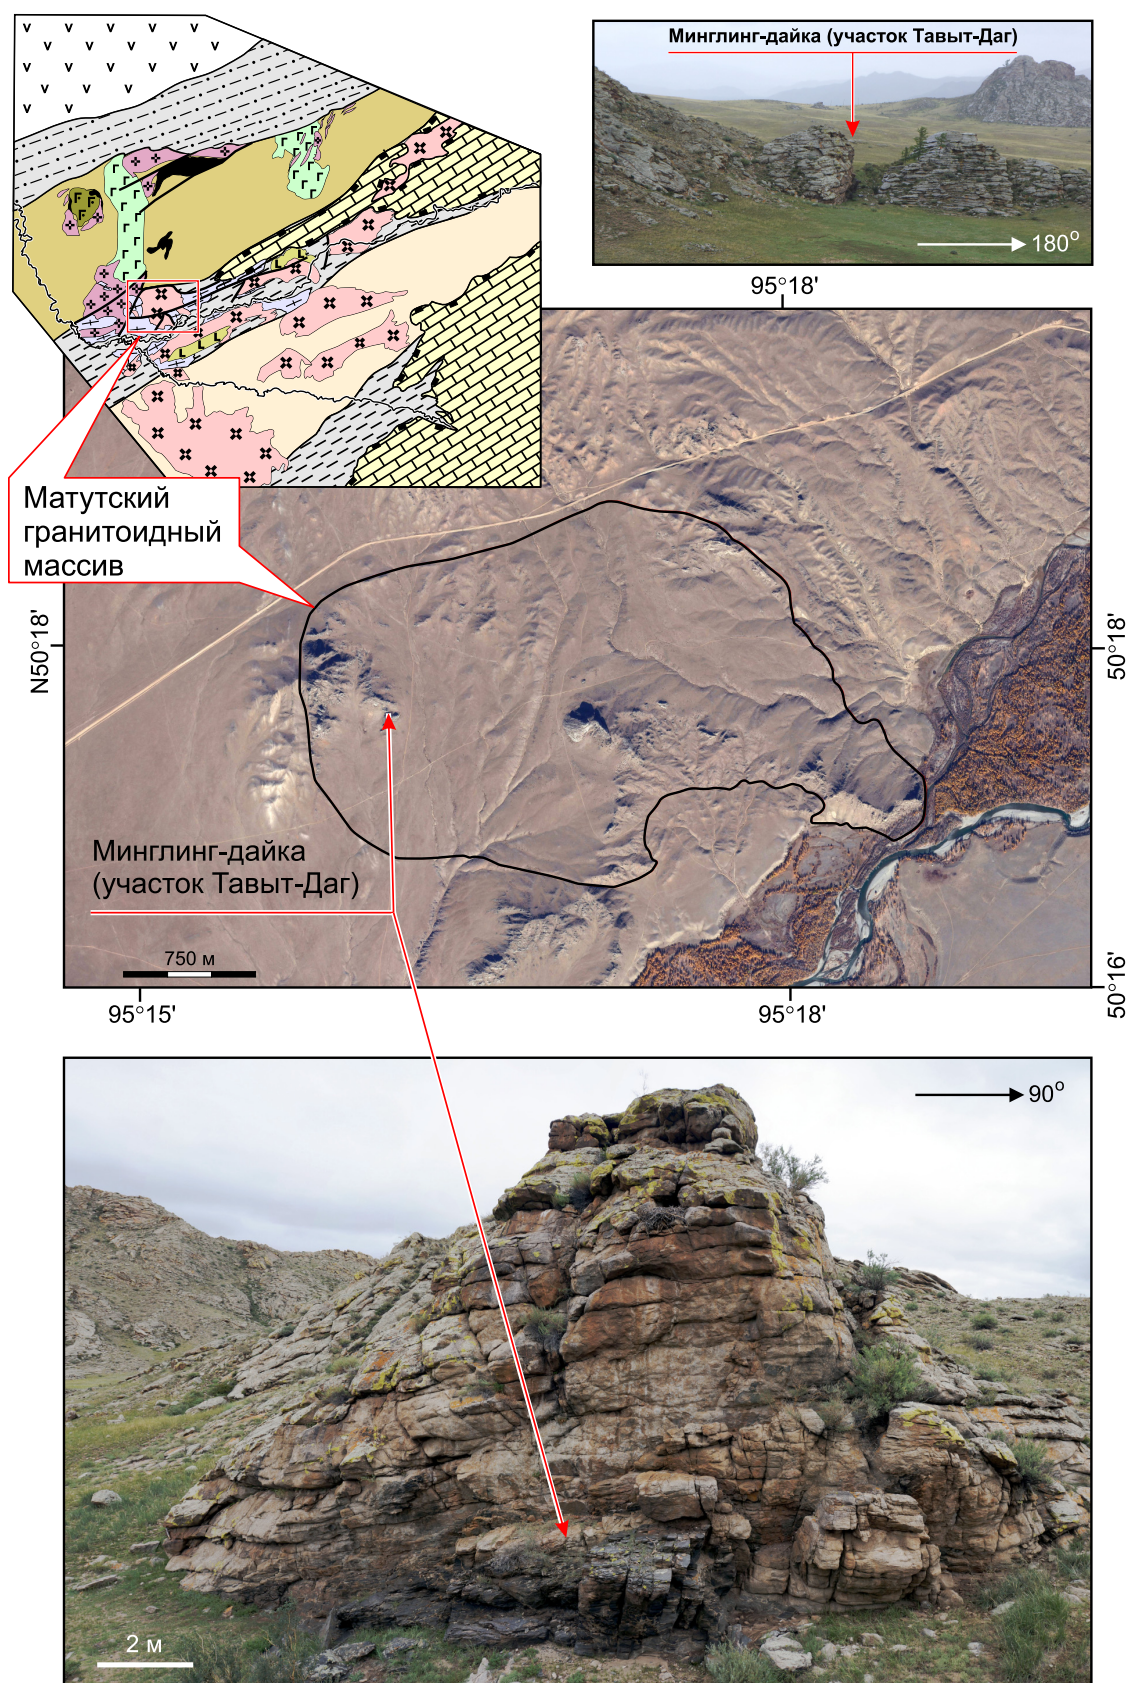 Минглинг-дайка (участок Тавыт-Даг)
180°
95°18'
Матутский
гранитоидный
массив
N50°18'
50°18'
Минглинг-дайка
(участок Тавыт-Даг)
750 м
95°15'
95°18'
50°16'
90°
2 м